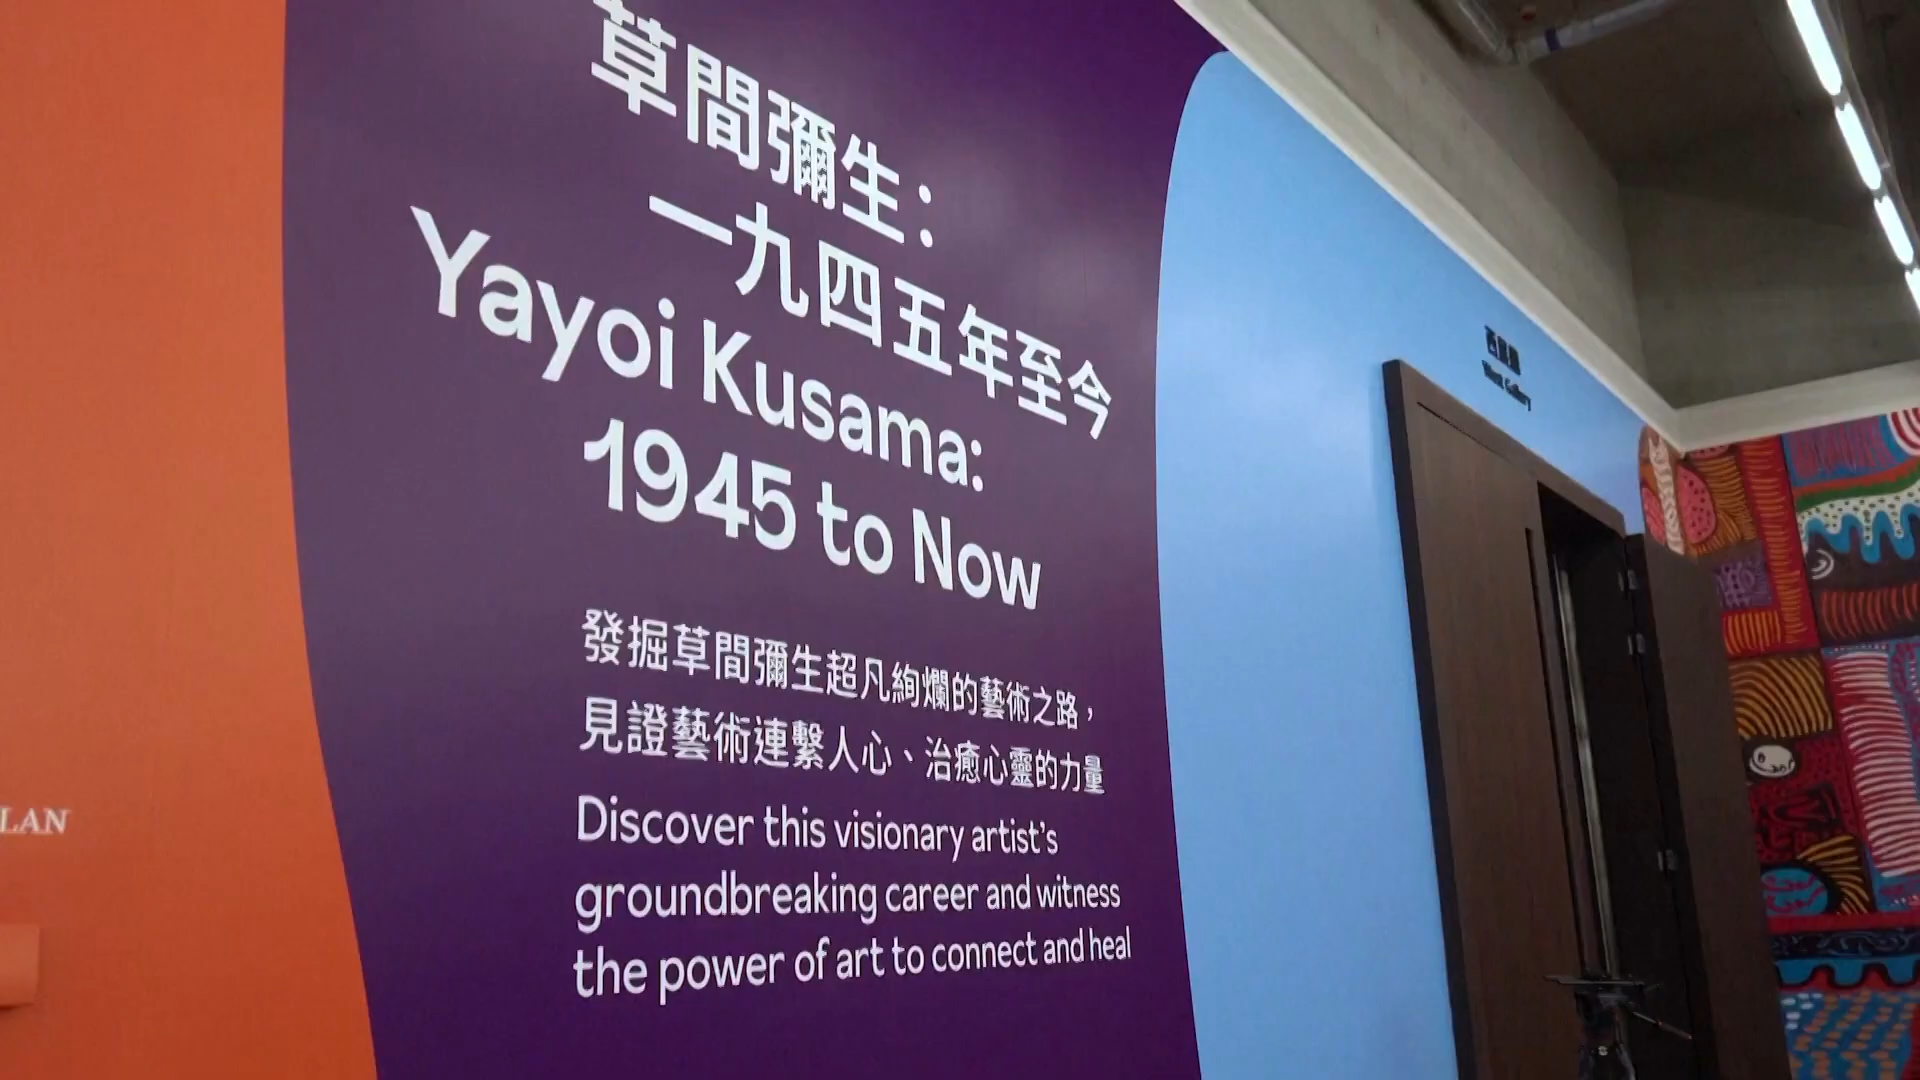 草間彌生：
一九四五年至今
Yayoi Kusama:
1945 to Now
發掘草間彌生超凡絢爛的藝術之路，
見證藝術連繫人心、治癒心靈的力量
Discover this visionary artist's
groundbreaking career and witness
the power of art to connect and heal
LAN
West Gallery